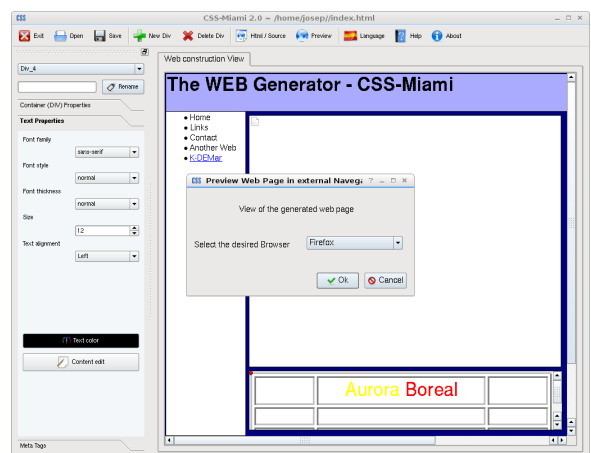 CSS CSS-Miami 2.0 ~ /home/josep//index.html
Exit Open Save New Div Delete Div Html / Source Preview Language Help About
Div_4
Rename
Container (DIV) Properties
Text Properties
Font family
sans-serif
Font style
normal
Font thickness
normal
Size
12
Text alignment
Left
Text color
Content edit
Meta Tags
Web construction View
The WEB Generator - CSS-Miami
Home
Links
Contact
Another Web
K-DEMar
CSS Preview Web Page in external Naveg
View of the generated web page
Select the desired Browser Firefox
Ok Cancel
Aurora Boreal